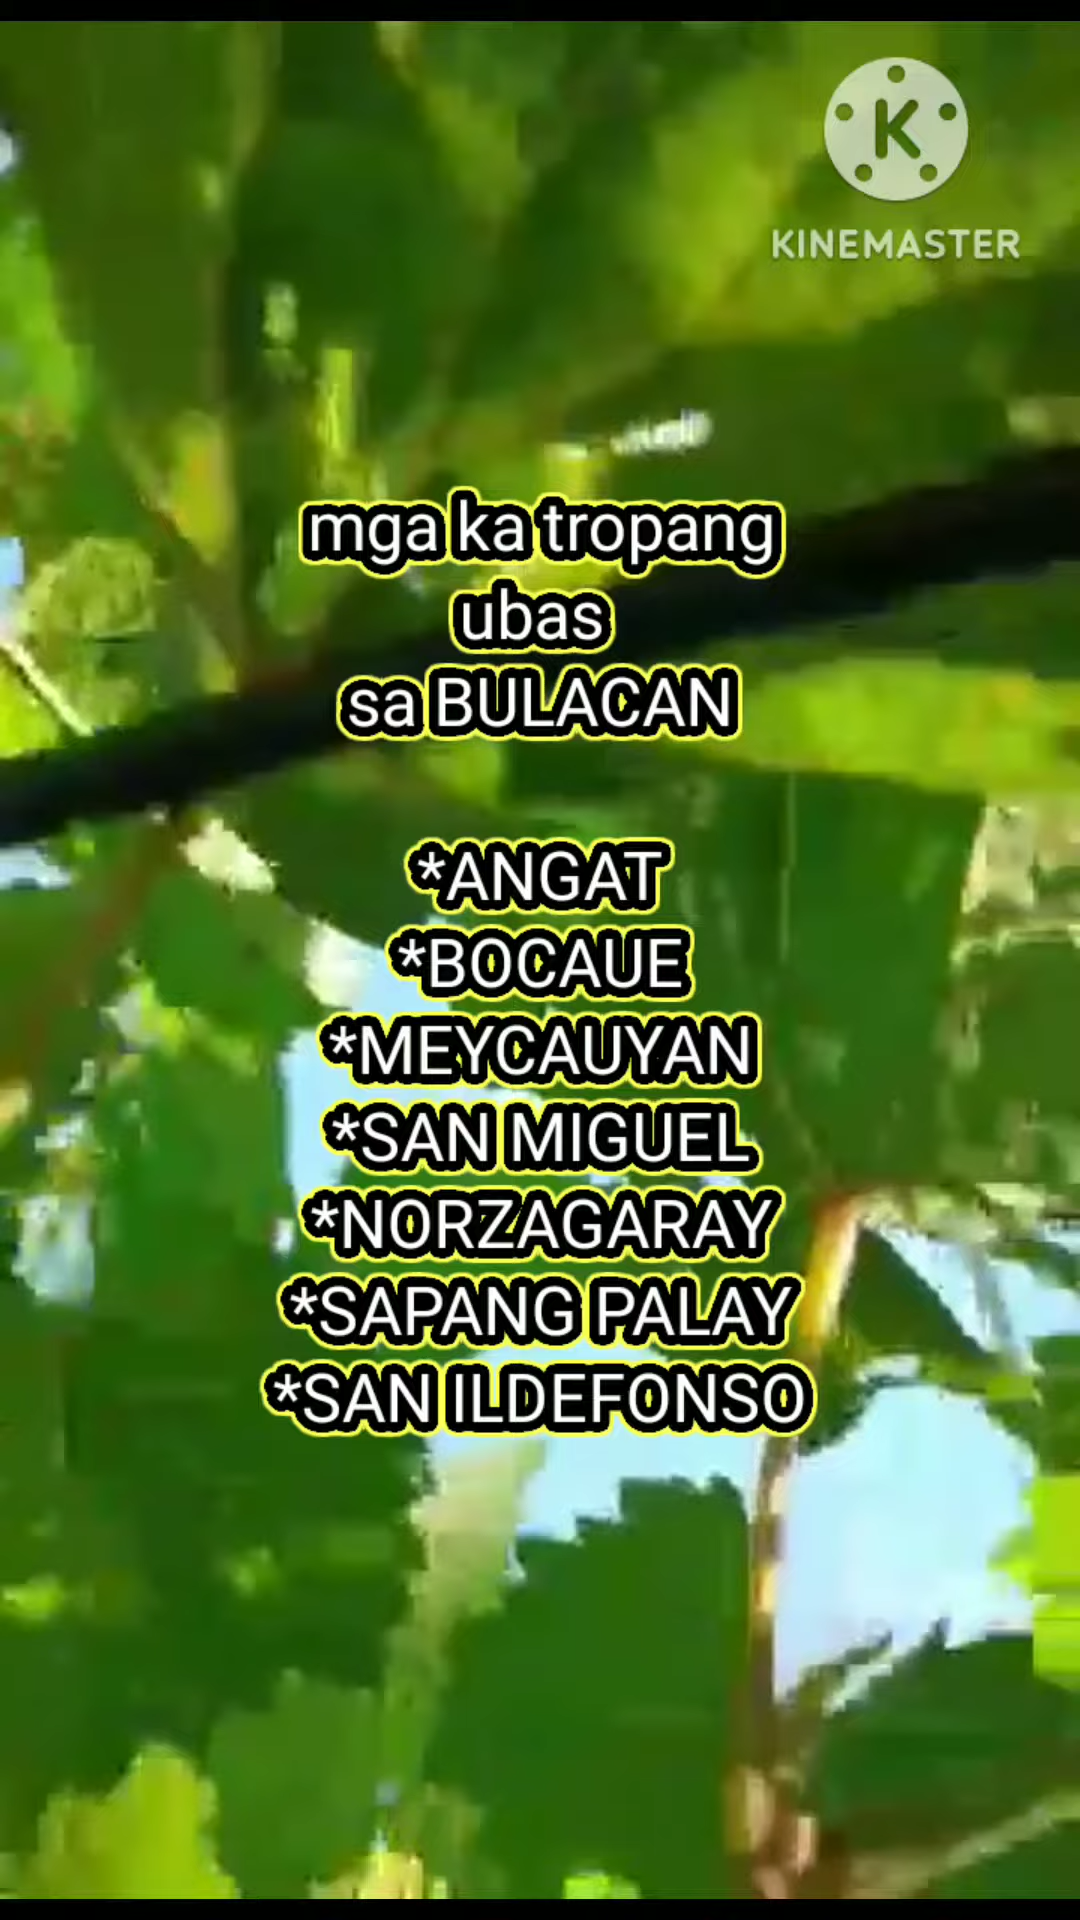 KINEMASTER
mga ka tropang
ubas
sa BULACAN
*ANGAT
*BOCAUE
*MEYCAUYAN
*SAN MIGUEL
*NORZAGARAY
*SAPANG PALAY
*SAN ILDEFONSO